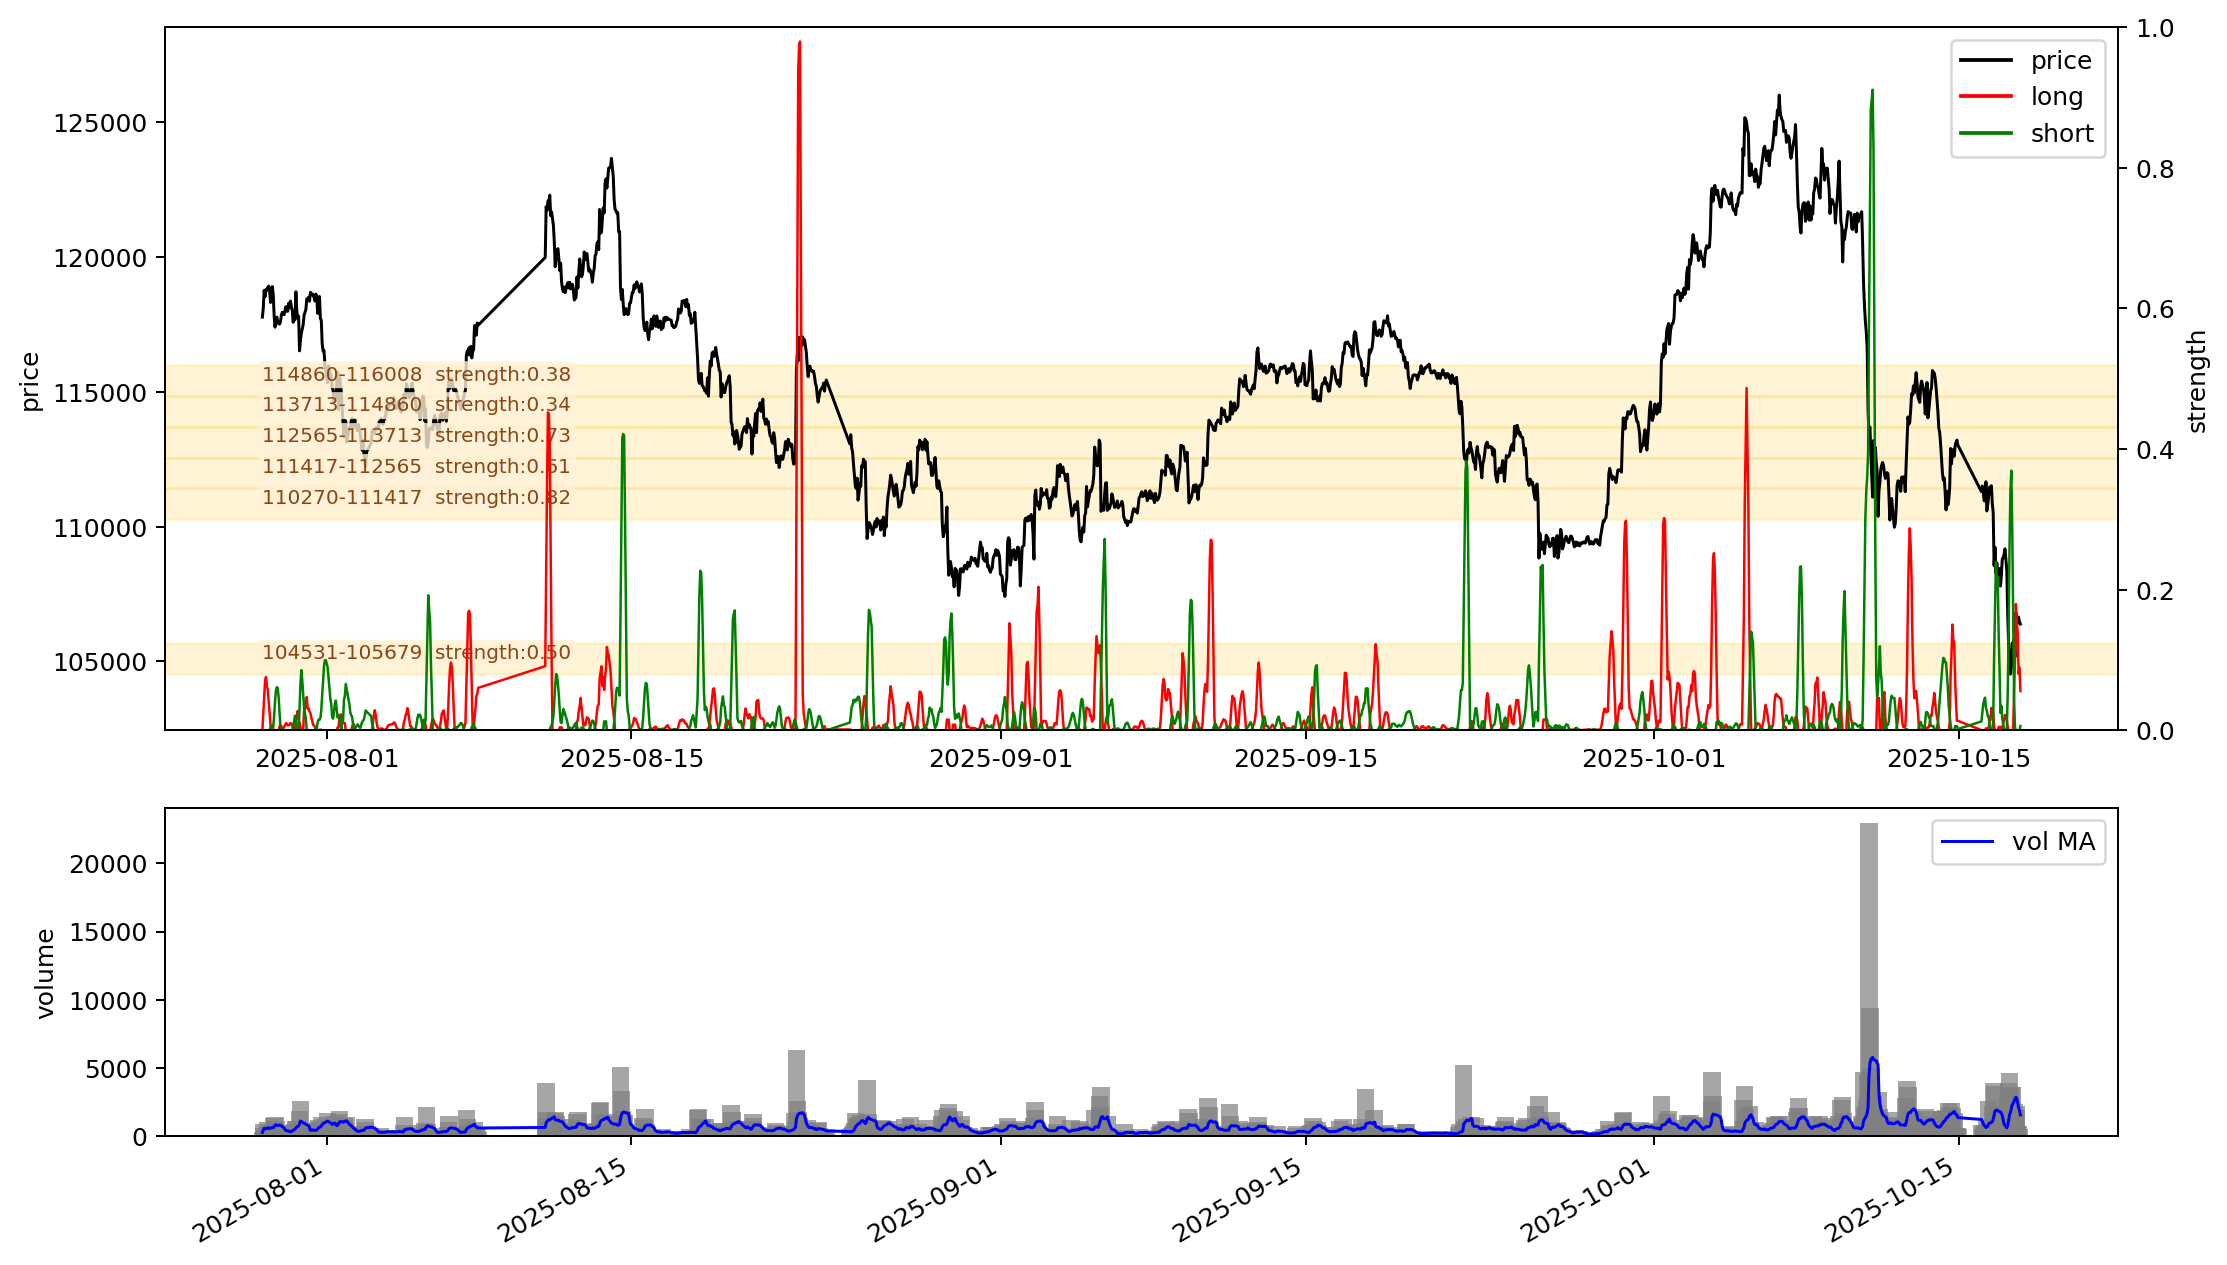 price
long
short
125000
120000
115000
110000
105000
price
1.0
0.8
0.6
0.4
0.2
0.0
strength
114860-116008 strength:0.38
113713-114860 strength:0.34
112565-113713 strength:0.73
111417-112565 strength:0.61
110270-111417 strength:0.82
104531-105679 strength:0.50
2025-08-01
2025-08-15
2025-09-01
2025-09-15
2025-10-01
2025-10-15
vol MA
20000
15000
10000
5000
0
volume
2025-08-01
2025-08-15
2025-09-01
2025-09-15
2025-10-01
2025-10-15